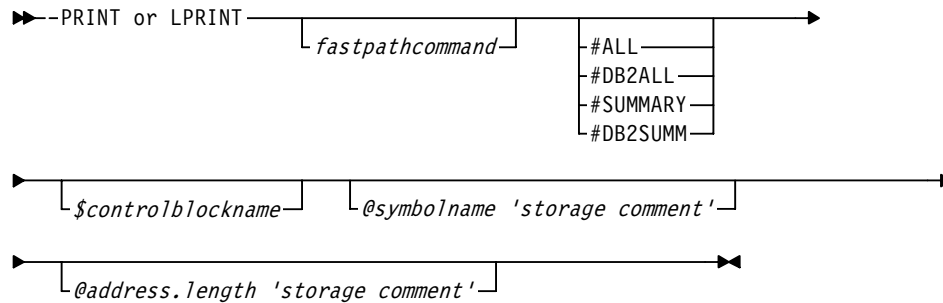 -PRINT or LPRINT
fastpathcommand
#ALL
#DB2ALL
#SUMMARY
#DB2SUMM
$controlblockname
@symbolname 'storage comment'
@address.length 'storage comment'